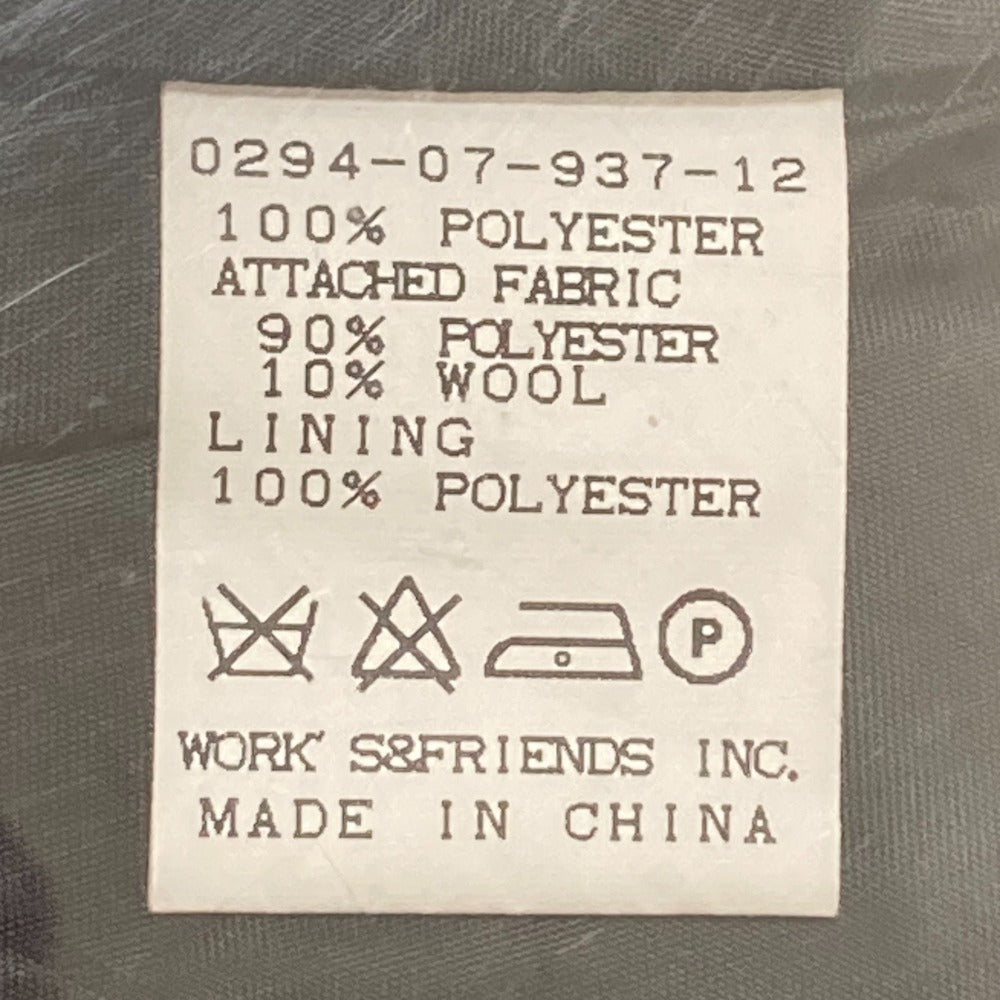 0294-07-937-12
100% POLYESTER
ATTACHED FABRIC
90% POLYESTER
10% WOOL
LINING
100% POLYESTER
P
WORK'S&FRIENDS INC.
MADE IN CHINA